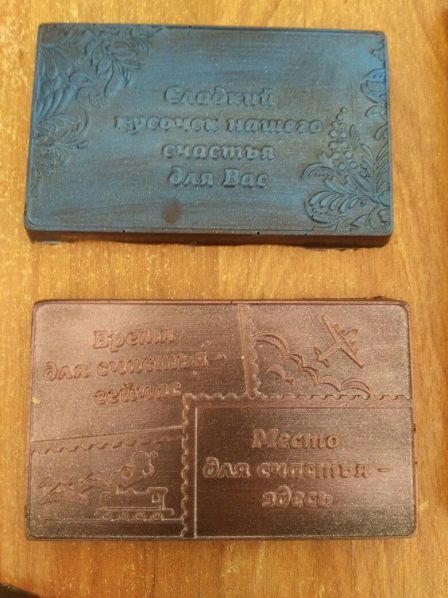 Сладкий
кусочек нашего
счастья
для Вас
Время
для счастья -
сейчас
Место
для счастья -
здесь